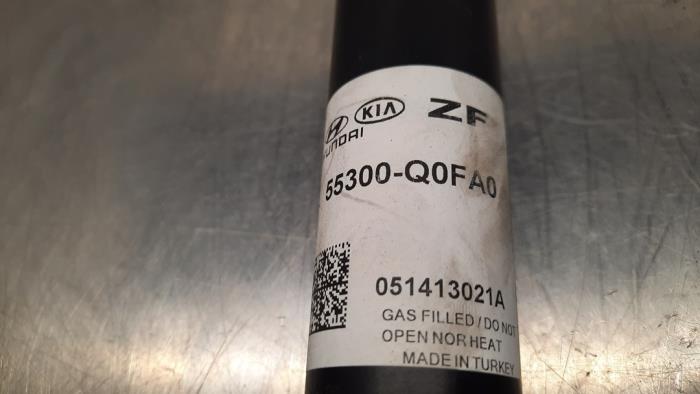 HYUNDAI KIA ZF
55300-Q0FA0
051413021A
GAS FILLED / DO NOT
OPEN NOR HEAT
MADE IN TURKEY